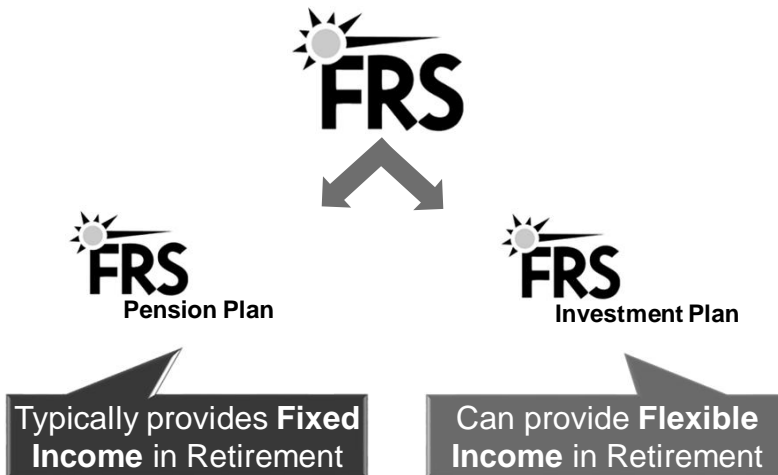 FRS
FRS
Pension Plan
FRS
Investment Plan
Typically provides Fixed
Income in Retirement
Can provide Flexible
Income in Retirement